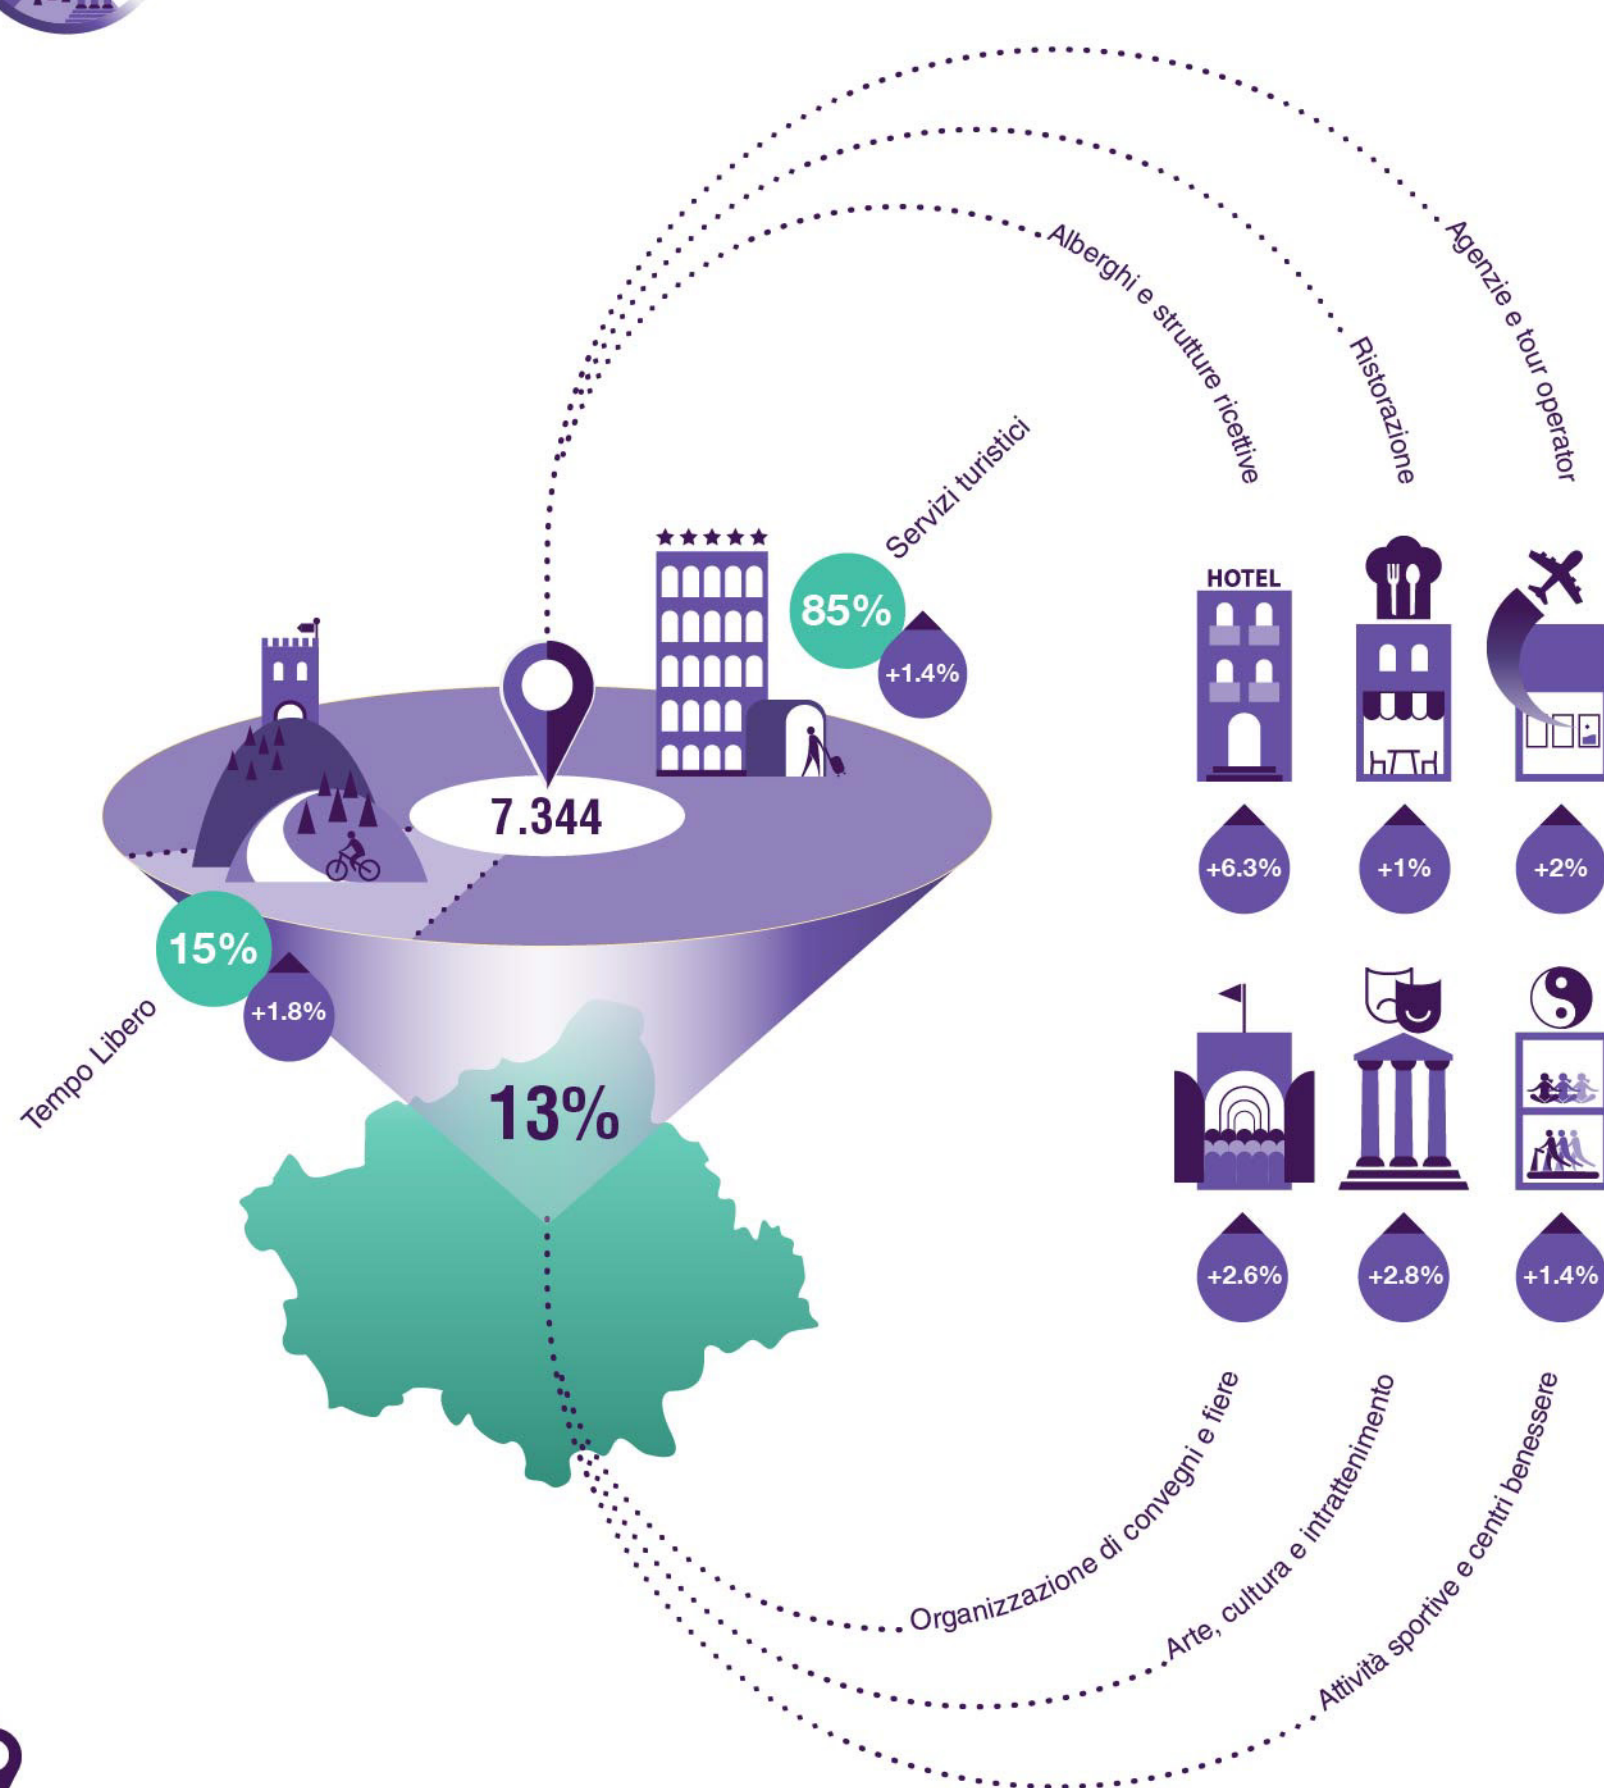 Agenzie e tour operator
Ristorazione
Alberghi e strutture ricettive
Servizi turistici
85%
+1.4%
HOTEL
7.344
+6.3%
+1%
+2%
15%
+1.8%
Tempo Libero
13%
+2.6%
+2.8%
+1.4%
Organizzazione di convegni e fiere
Arte, cultura e intrattenimento
Attività sportive e centri benessere